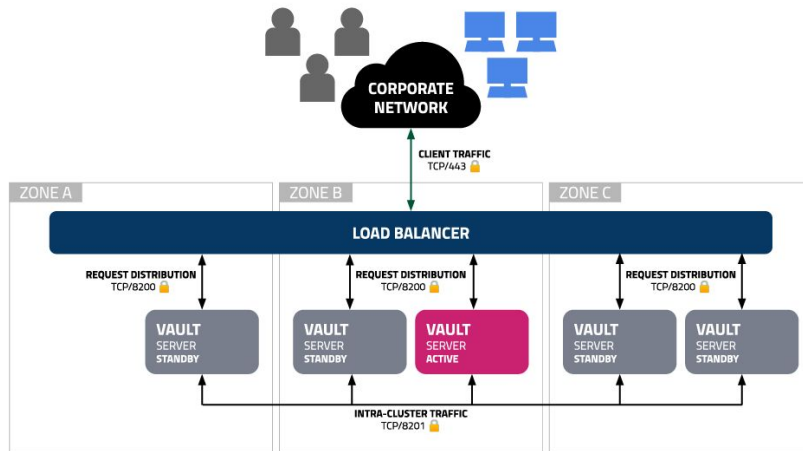 CORPORATE
NETWORK
CLIENT TRAFFIC
TCP/443
ZONE A
ZONE B
ZONE C
LOAD BALANCER
REQUEST DISTRIBUTION
TCP/8200
REQUEST DISTRIBUTION
TCP/8200
REQUEST DISTRIBUTION
TCP/8200
VAULT
SERVER
STANDBY
VAULT
SERVER
STANDBY
VAULT
SERVER
ACTIVE
VAULT
SERVER
STANDBY
VAULT
SERVER
STANDBY
INTRA-CLUSTER TRAFFIC
TCP/8201